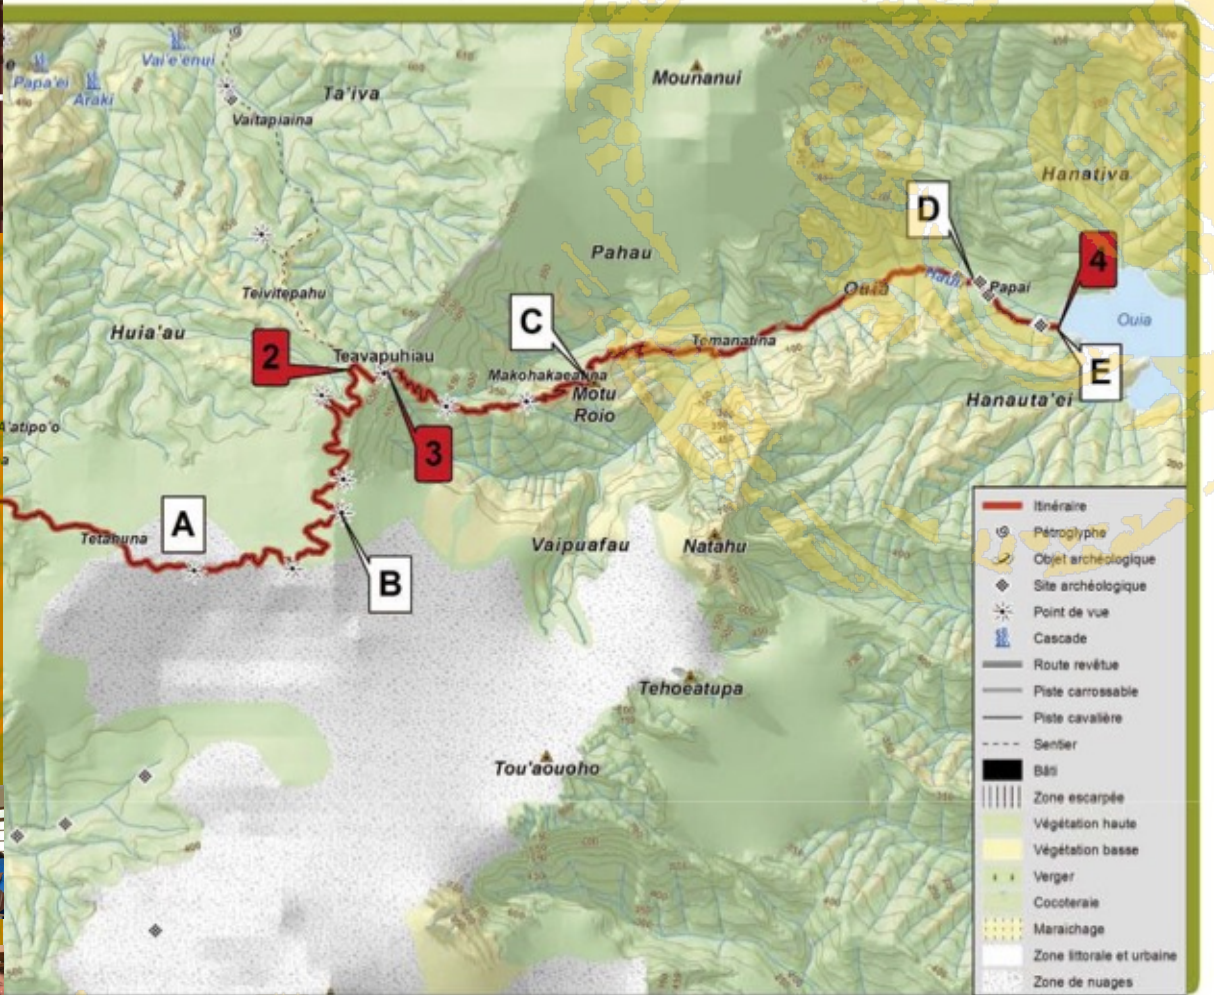 Vai'e'enui
Papa'ei
Araki
Ta'iva
Mounanui
Vaitapiaina
Hanativa
D
Pahau
4
Teivitepahu
Ouia
Papai
Huia'au
C
Ouia
2
Teavapuhiau
Temanatina
E
Makohakaeatina
Motu
Roio
Hanauta'ei
3
A
Tetahuna
B
Vaipuafau
Natahu
Tehoeatupa
Tou'aouoho
Itinéraire
Pétroglyphe
Objet archéologique
Site archéologique
Point de vue
Cascade
Route revêtue
Piste carrossable
Piste cavalière
Sentier
Bâti
Zone escarpée
Végétation haute
Végétation basse
Verger
Cocoteraie
Maraichage
Zone littorale et urbaine
Zone de nuages